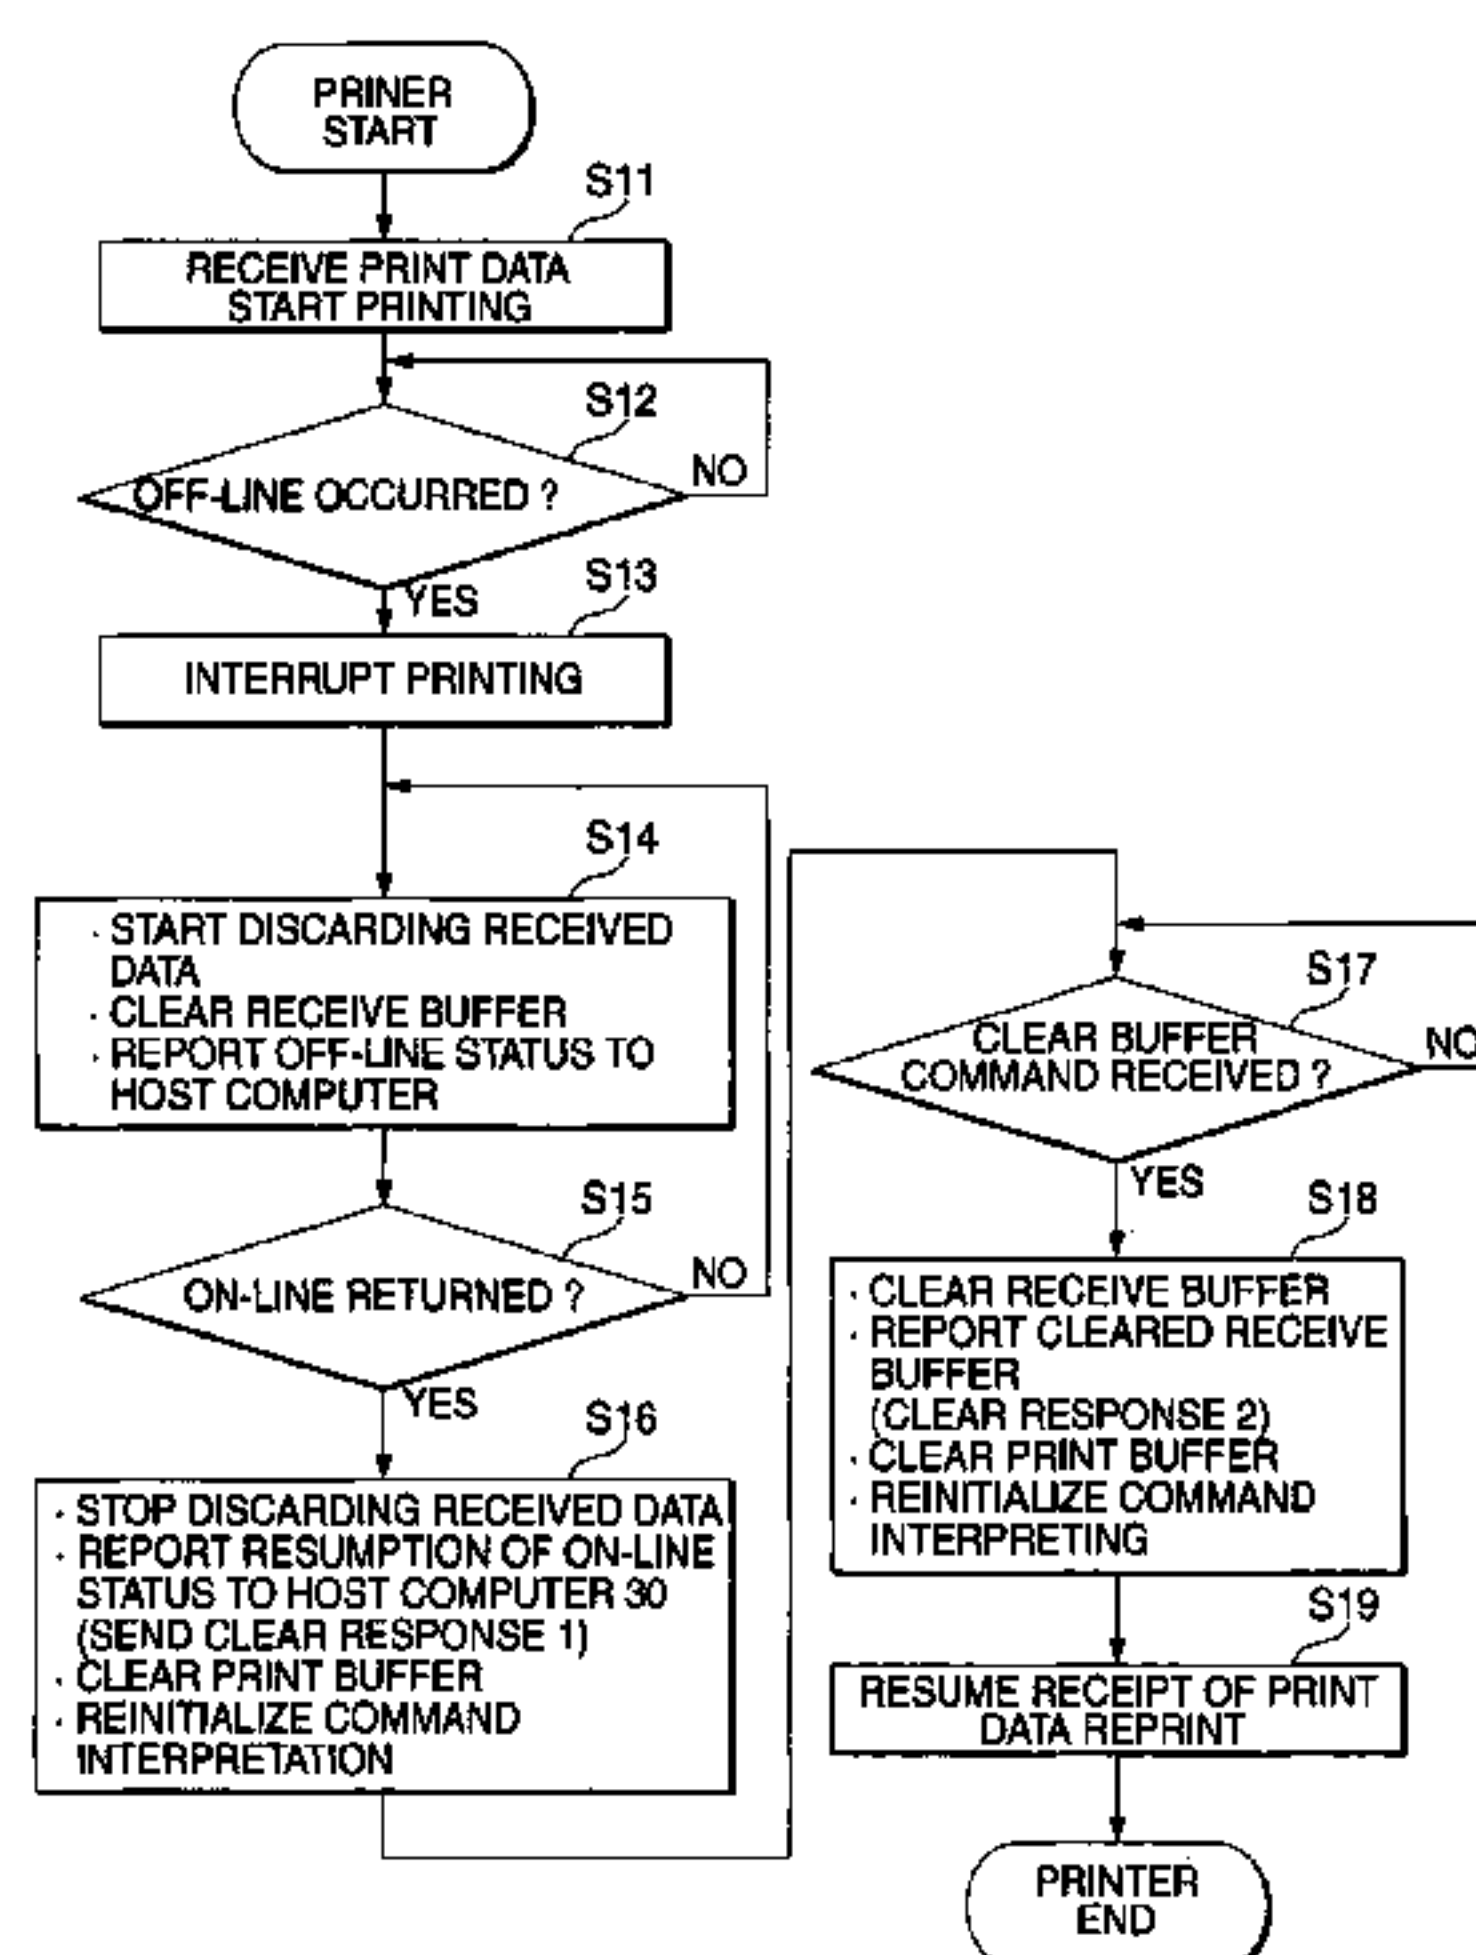 PRINER
START
S11
RECEIVE PRINT DATA
START PRINTING
S12
OFF-LINE OCCURRED ?
NO
YES
S13
INTERRUPT PRINTING
S14
· START DISCARDING RECEIVED
DATA
· CLEAR RECEIVE BUFFER
· REPORT OFF-LINE STATUS TO
HOST COMPUTER
S15
ON-LINE RETURNED ?
NO
YES
S16
· STOP DISCARDING RECEIVED DATA
· REPORT RESUMPTION OF ON-LINE
STATUS TO HOST COMPUTER 30
(SEND CLEAR RESPONSE 1)
· CLEAR PRINT BUFFER
· REINITIALIZE COMMAND
INTERPRETATION
S17
CLEAR BUFFER
COMMAND RECEIVED ?
NO
YES
S18
· CLEAR RECEIVE BUFFER
· REPORT CLEARED RECEIVE
BUFFER
(CLEAR RESPONSE 2)
· CLEAR PRINT BUFFER
· REINITIALIZE COMMAND
INTERPRETING
S19
RESUME RECEIPT OF PRINT
DATA REPRINT
PRINTER
END